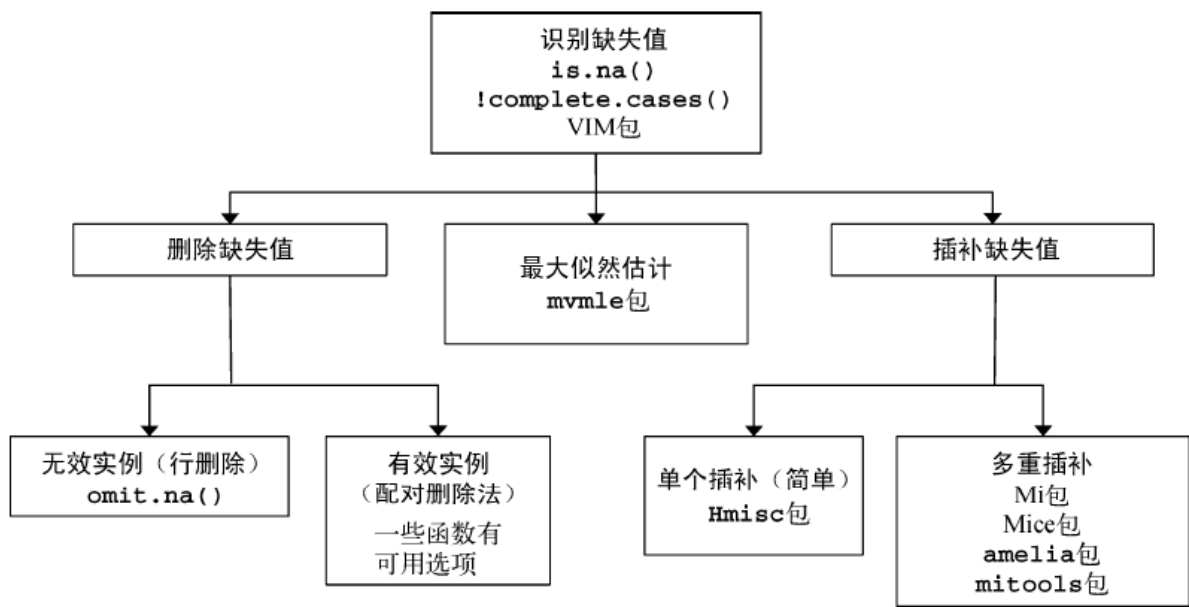 识别缺失值
is.na()
!complete.cases()
VIM包
删除缺失值
最大似然估计
mvmle包
插补缺失值
无效实例（行删除）
omit.na()
有效实例
（配对删除法）
一些函数有
可用选项
单个插补（简单）
Hmisc包
多重插补
Mi包
Mice包
amelia包
mitools包